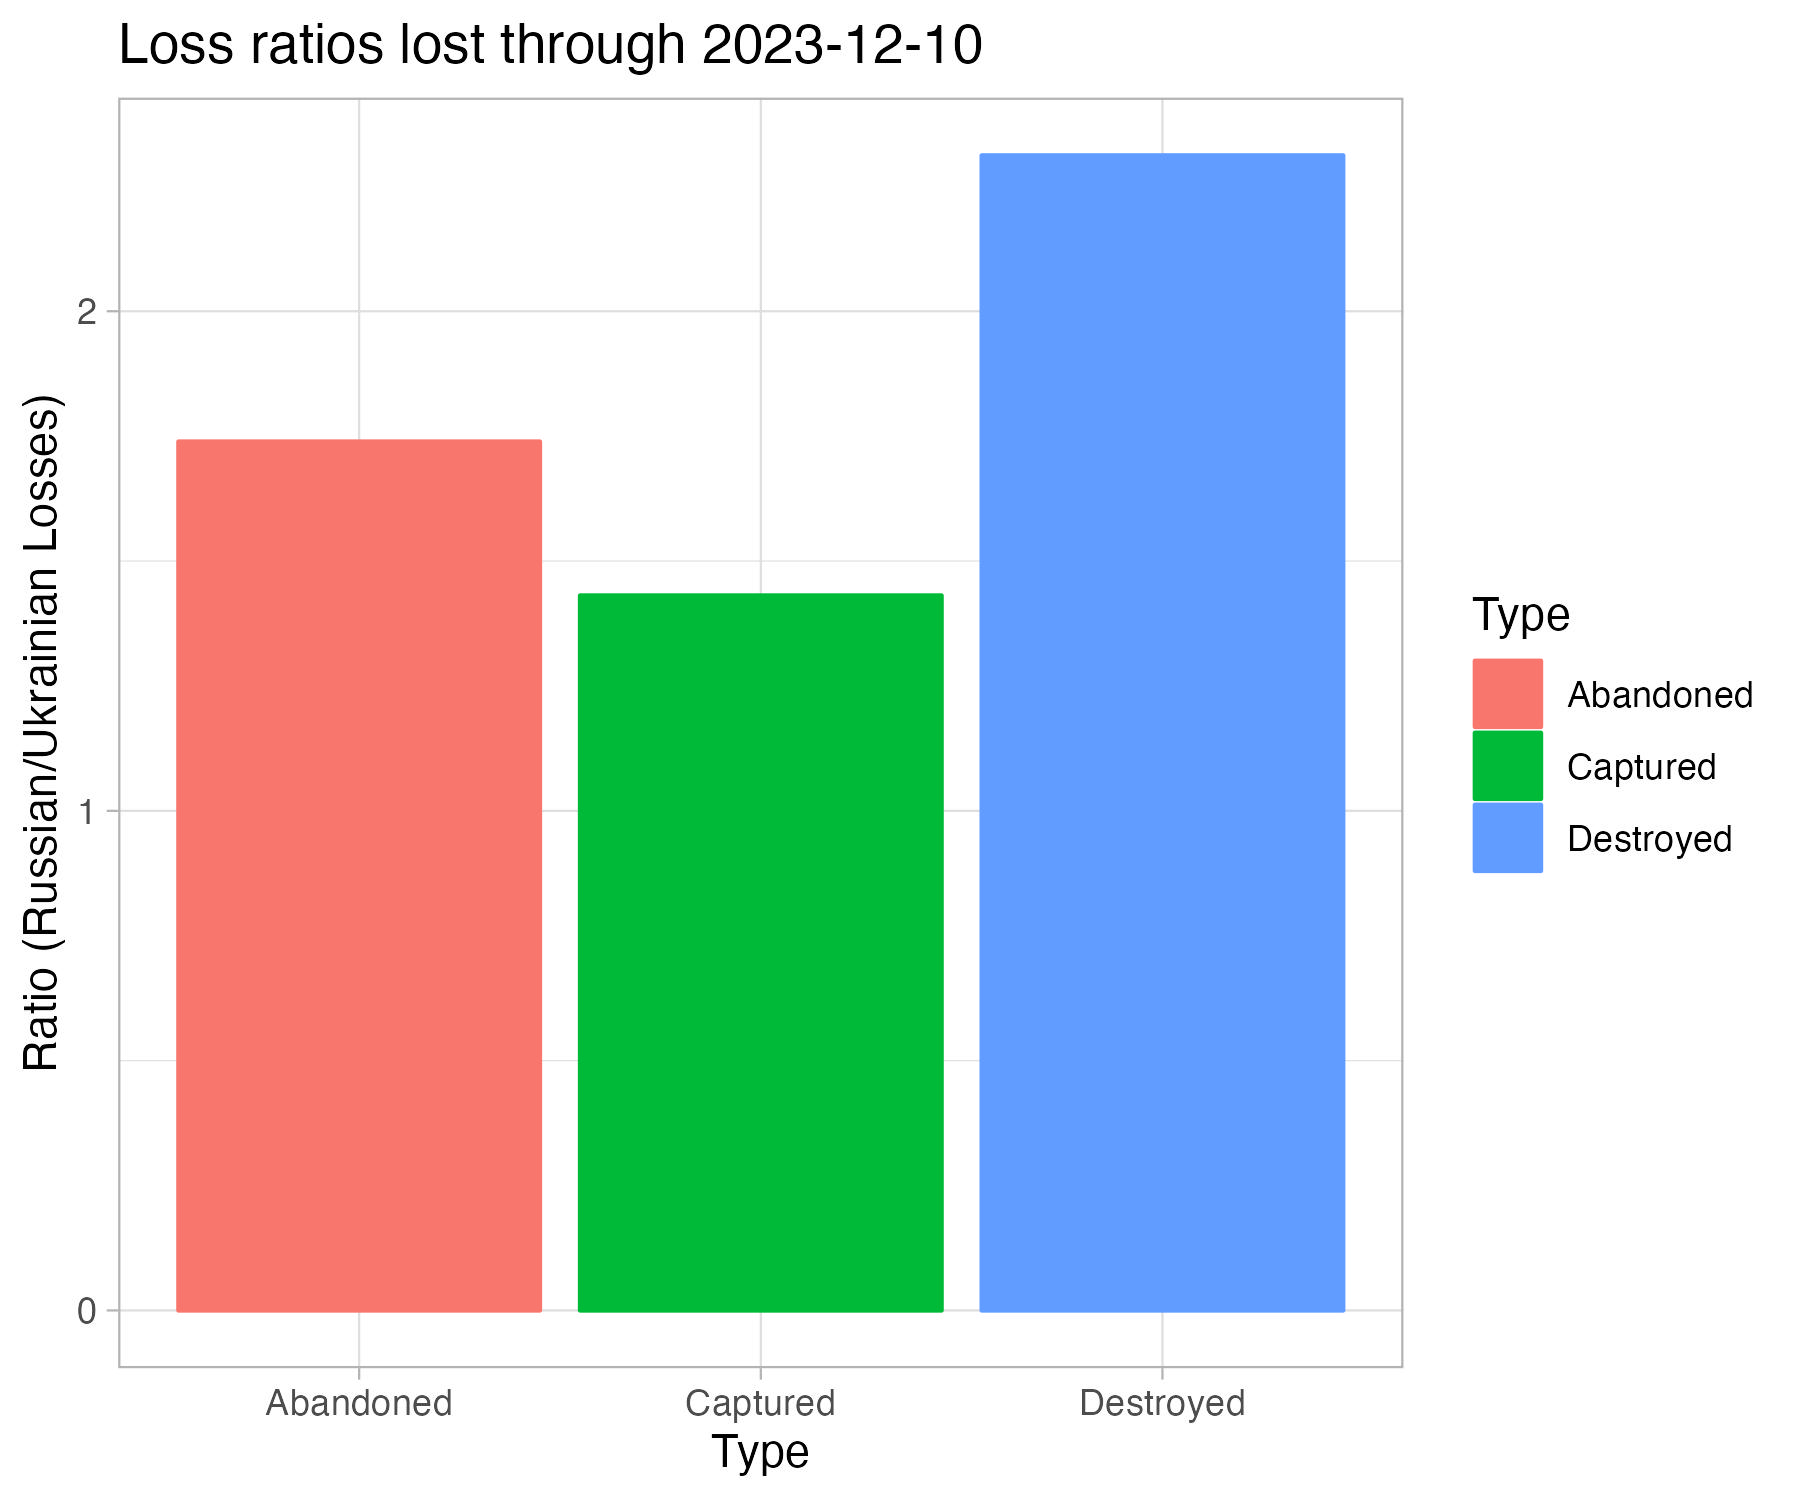 Loss ratios lost through 2023-12-10
Ratio (Russian/Ukrainian Losses)
2
1
0
Abandoned
Captured
Destroyed
Type
Type
Abandoned
Captured
Destroyed